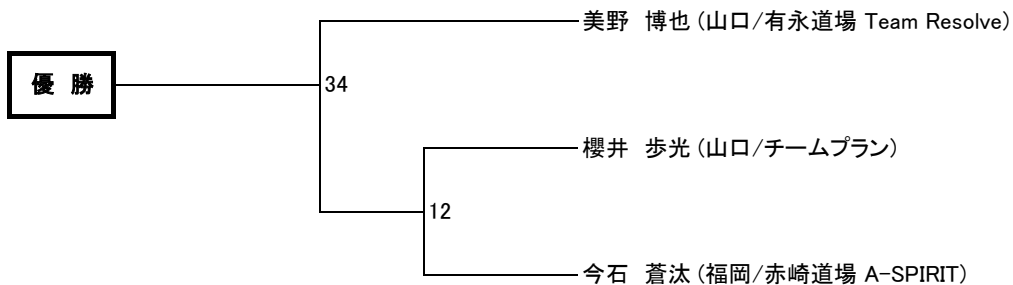 美野　博也 (山口/有永道場 Team Resolve)
優　勝
34
櫻井　歩光 (山口/チームプラン)
12
今石　蒼汰 (福岡/赤崎道場 A-SPIRIT)